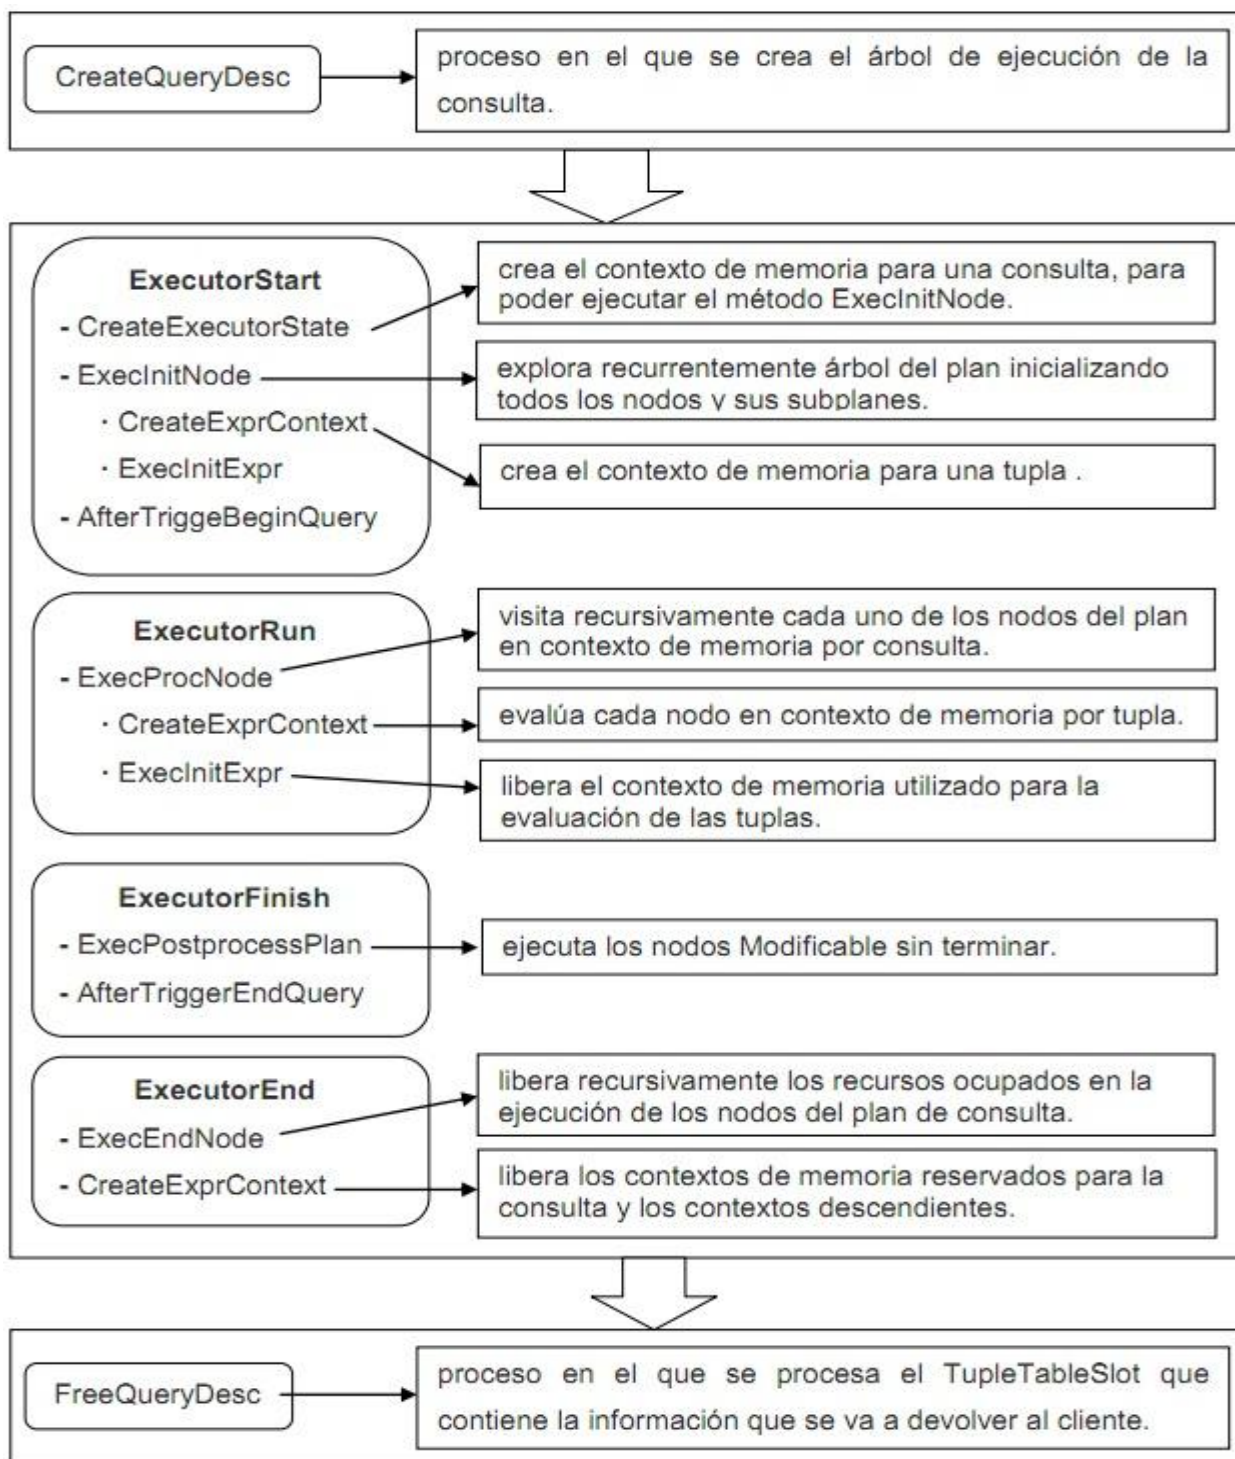 CreateQueryDesc
proceso en el que se crea el árbol de ejecución de la
consulta.
ExecutorStart
- CreateExecutorState
- ExecInitNode
· CreateExprContext
· ExecInitExpr
- AfterTriggeBeginQuery
crea el contexto de memoria para una consulta, para
poder ejecutar el método ExecInitNode.
explora recurrentemente árbol del plan inicializando
todos los nodos y sus subplanes.
crea el contexto de memoria para una tupla .
ExecutorRun
- ExecProcNode
· CreateExprContext
· ExecInitExpr
visita recursivamente cada uno de los nodos del plan
en contexto de memoria por consulta.
evalúa cada nodo en contexto de memoria por tupla.
libera el contexto de memoria utilizado para la
evaluación de las tuplas.
ExecutorFinish
- ExecPostprocessPlan
- AfterTriggerEndQuery
ejecuta los nodos Modificable sin terminar.
ExecutorEnd
- ExecEndNode
- CreateExprContext
libera recursivamente los recursos ocupados en la
ejecución de los nodos del plan de consulta.
libera los contextos de memoria reservados para la
consulta y los contextos descendientes.
FreeQueryDesc
proceso en el que se procesa el TupleTableSlot que
contiene la información que se va a devolver al cliente.